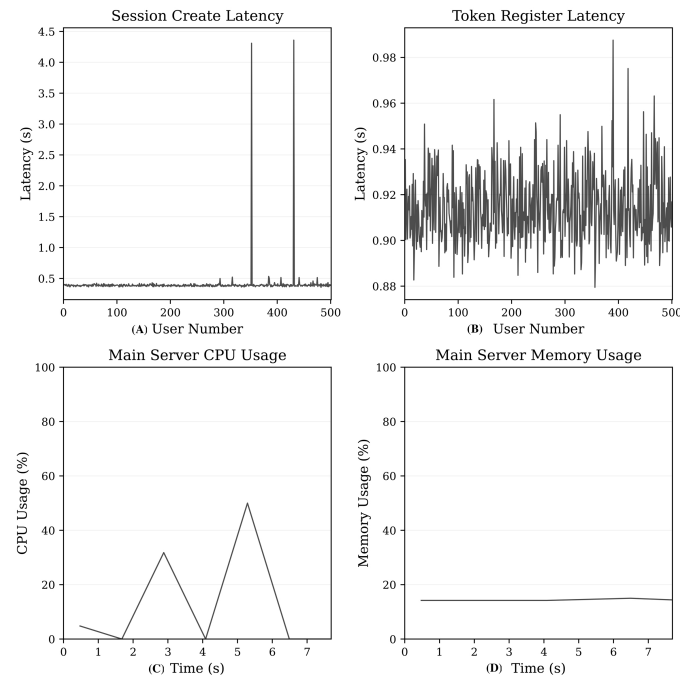 Session Create Latency
4.5
4.0
3.5
3.0
2.5
2.0
1.5
1.0
0.5
Latency (s)
0 100 200 300 400 500
(A) User Number
Token Register Latency
0.98
0.96
0.94
0.92
0.90
0.88
Latency (s)
0 100 200 300 400 500
(B) User Number
Main Server CPU Usage
100
80
60
40
20
0
CPU Usage (%)
0 1 2 3 4 5 6 7
(C) Time (s)
Main Server Memory Usage
100
80
60
40
20
0
Memory Usage (%)
0 1 2 3 4 5 6 7
(D) Time (s)